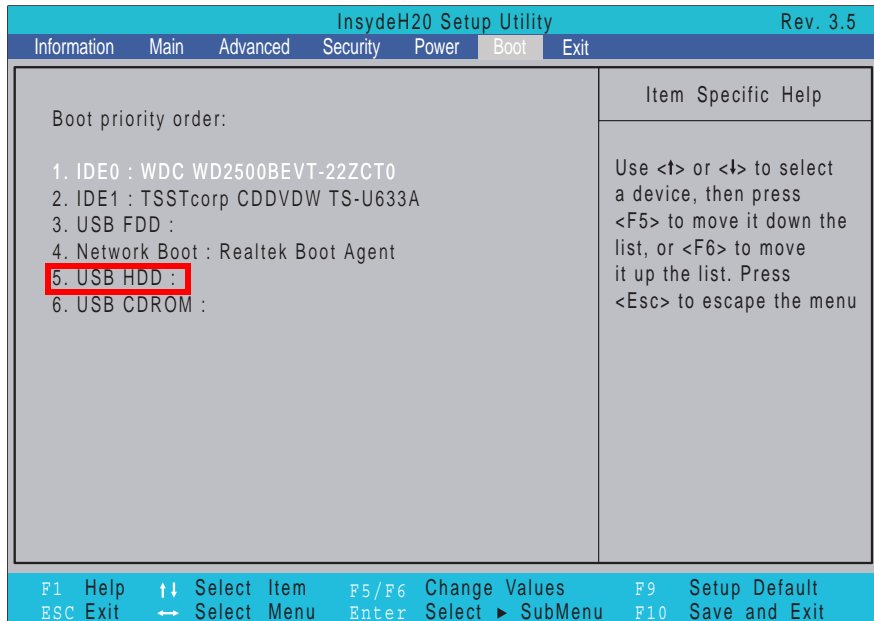 InsydeH20 Setup Utility Rev. 3.5
Information Main Advanced Security Power Boot Exit
Boot priority order:
1. IDE0 : WDC WD2500BEVT-22ZCT0
2. IDE1 : TSSTcorp CDDVDW TS-U633A
3. USB FDD :
4. Network Boot : Realtek Boot Agent
5. USB HDD :
6. USB CDROM :
Item Specific Help
Use <↑> or <↓> to select
a device, then press
<F5> to move it down the
list, or <F6> to move
it up the list. Press
<Esc> to escape the menu
F1 Help ↑↓ Select Item F5/F6 Change Values F9 Setup Default
ESC Exit ↔ Select Menu Enter Select ► SubMenu F10 Save and Exit